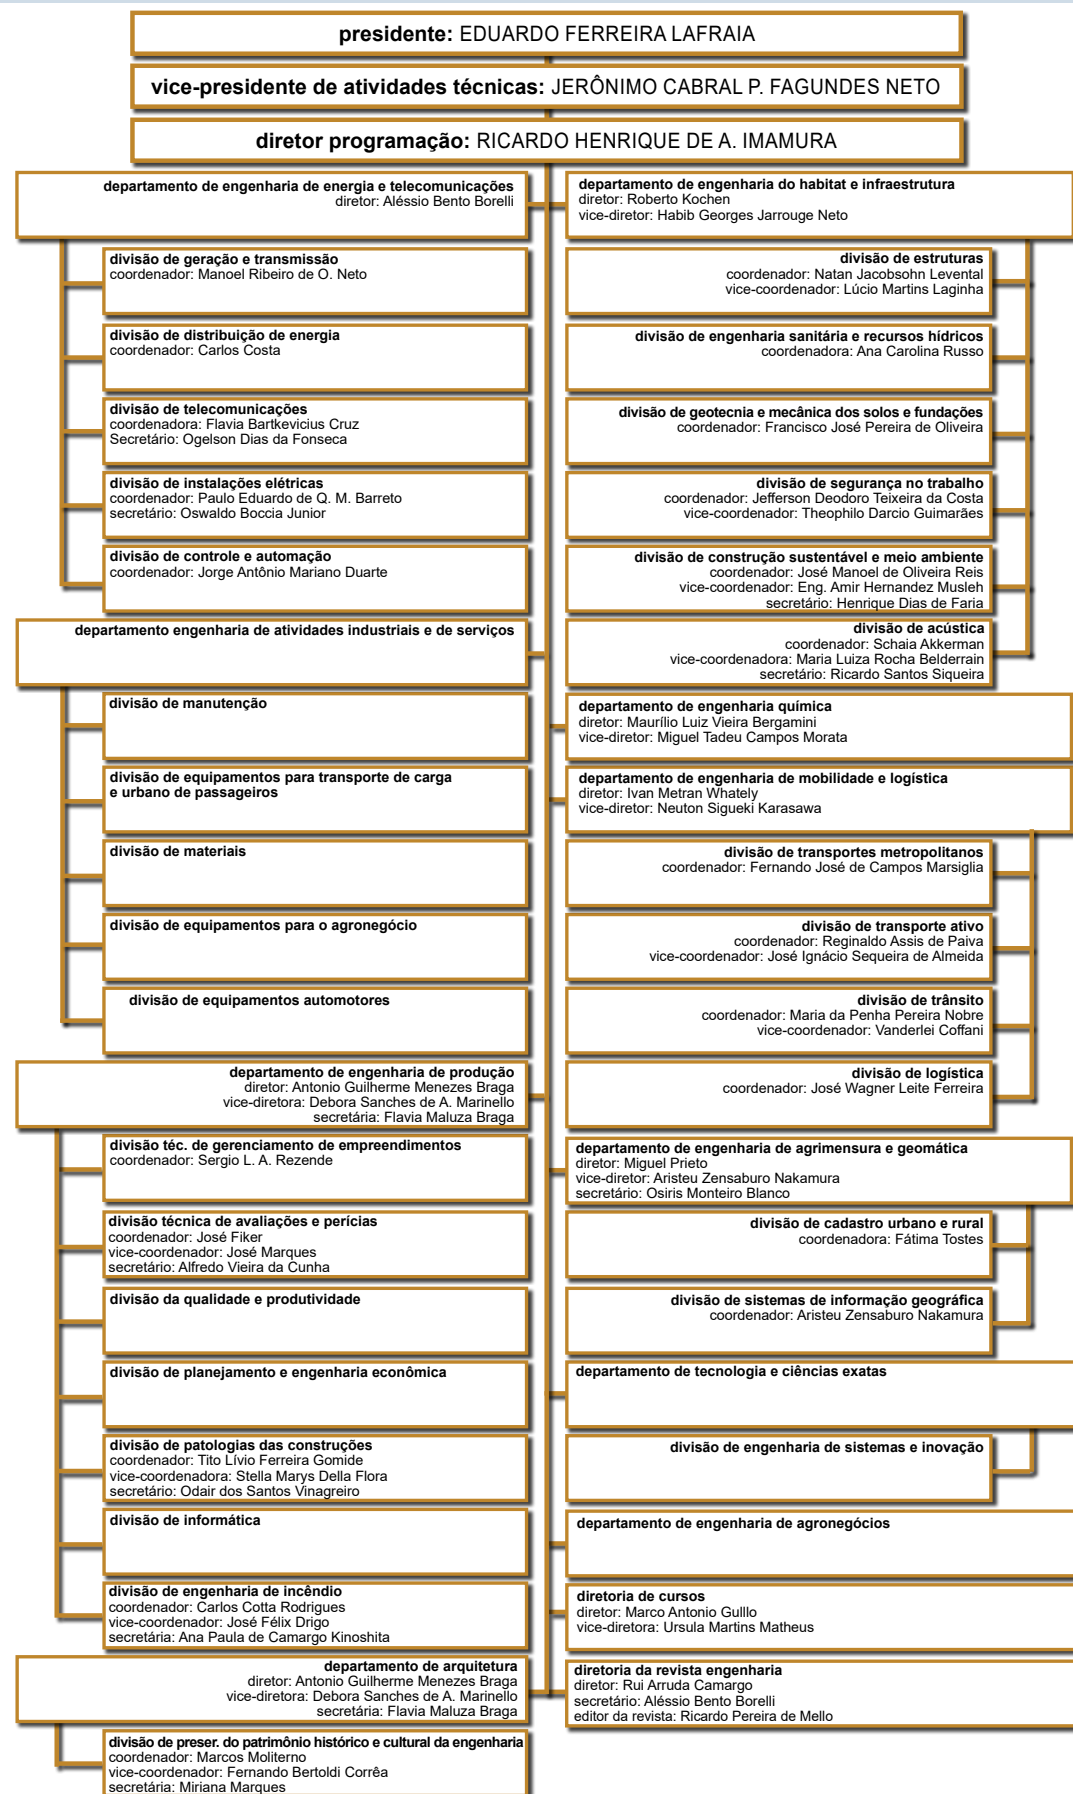 presidente: EDUARDO FERREIRA LAFRAIA
vice-presidente de atividades técnicas: JERÔNIMO CABRAL P. FAGUNDES NETO
diretor programação: RICARDO HENRIQUE DE A. IMAMURA
departamento de engenharia de energia e telecomunicações
diretor: Aléssio Bento Borelli
divisão de geração e transmissão
coordenador: Manoel Ribeiro de O. Neto
divisão de distribuição de energia
coordenador: Carlos Costa
divisão de telecomunicações
coordenadora: Flavia Bartkevicius Cruz
Secretário: Ogelson Dias da Fonseca
divisão de instalações elétricas
coordenador: Paulo Eduardo de Q. M. Barreto
secretário: Oswaldo Boccia Junior
divisão de controle e automação
coordenador: Jorge Antônio Mariano Duarte
departamento engenharia de atividades industriais e de serviços
divisão de manutenção
divisão de equipamentos para transporte de carga
e urbano de passageiros
divisão de materiais
divisão de equipamentos para o agronegócio
divisão de equipamentos automotores
departamento de engenharia de produção
diretor: Antonio Guilherme Menezes Braga
vice-diretora: Debora Sanches de A. Marinello
secretária: Flavia Maluza Braga
divisão téc. de gerenciamento de empreendimentos
coordenador: Sergio L. A. Rezende
divisão técnica de avaliações e perícias
coordenador: José Fiker
vice-coordenador: José Marques
secretário: Alfredo Vieira da Cunha
divisão da qualidade e produtividade
divisão de planejamento e engenharia econômica
divisão de patologias das construções
coordenador: Tito Lívio Ferreira Gomide
vice-coordenadora: Stella Marys Della Flora
secretário: Odair dos Santos Vinagreiro
divisão de informática
divisão de engenharia de incêndio
coordenador: Carlos Cotta Rodrigues
vice-coordenador: José Félix Drigo
secretária: Ana Paula de Camargo Kinoshita
departamento de arquitetura
diretor: Antonio Guilherme Menezes Braga
vice-diretora: Debora Sanches de A. Marinello
secretária: Flavia Maluza Braga
divisão de preser. do patrimônio histórico e cultural da engenharia
coordenador: Marcos Moliterno
vice-coordenador: Fernando Bertoldi Corrêa
secretária: Miriana Marques
departamento de engenharia do habitat e infraestrutura
diretor: Roberto Kochen
vice-diretor: Habib Georges Jarrouge Neto
divisão de estruturas
coordenador: Natan Jacobsohn Levental
vice-coordenador: Lúcio Martins Laginha
divisão de engenharia sanitária e recursos hídricos
coordenadora: Ana Carolina Russo
divisão de geotecnia e mecânica dos solos e fundações
coordenador: Francisco José Pereira de Oliveira
divisão de segurança no trabalho
coordenador: Jefferson Deodoro Teixeira da Costa
vice-coordenador: Theophilo Darcio Guimarães
divisão de construção sustentável e meio ambiente
coordenador: José Manoel de Oliveira Reis
vice-coordenador: Eng. Amir Hernandez Musleh
secretário: Henrique Dias de Faria
divisão de acústica
coordenador: Schaia Akkerman
vice-coordenadora: Maria Luiza Rocha Belderrain
secretário: Ricardo Santos Siqueira
departamento de engenharia química
diretor: Maurílio Luiz Vieira Bergamini
vice-diretor: Miguel Tadeu Campos Morata
departamento de engenharia de mobilidade e logística
diretor: Ivan Metran Whately
vice-diretor: Neuton Sigueki Karasawa
divisão de transportes metropolitanos
coordenador: Fernando José de Campos Marsiglia
divisão de transporte ativo
coordenador: Reginaldo Assis de Paiva
vice-coordenador: José Ignácio Sequeira de Almeida
divisão de trânsito
coordenador: Maria da Penha Pereira Nobre
vice-coordenador: Vanderlei Coffani
divisão de logística
coordenador: José Wagner Leite Ferreira
departamento de engenharia de agrimensura e geomática
diretor: Miguel Prieto
vice-diretor: Aristeu Zensaburo Nakamura
secretário: Osiris Monteiro Blanco
divisão de cadastro urbano e rural
coordenadora: Fátima Tostes
divisão de sistemas de informação geográfica
coordenador: Aristeu Zensaburo Nakamura
departamento de tecnologia e ciências exatas
divisão de engenharia de sistemas e inovação
departamento de engenharia de agronegócios
diretoria de cursos
diretor: Marco Antonio Gulllo
vice-diretora: Ursula Martins Matheus
diretoria da revista engenharia
diretor: Rui Arruda Camargo
secretário: Aléssio Bento Borelli
editor da revista: Ricardo Pereira de Mello